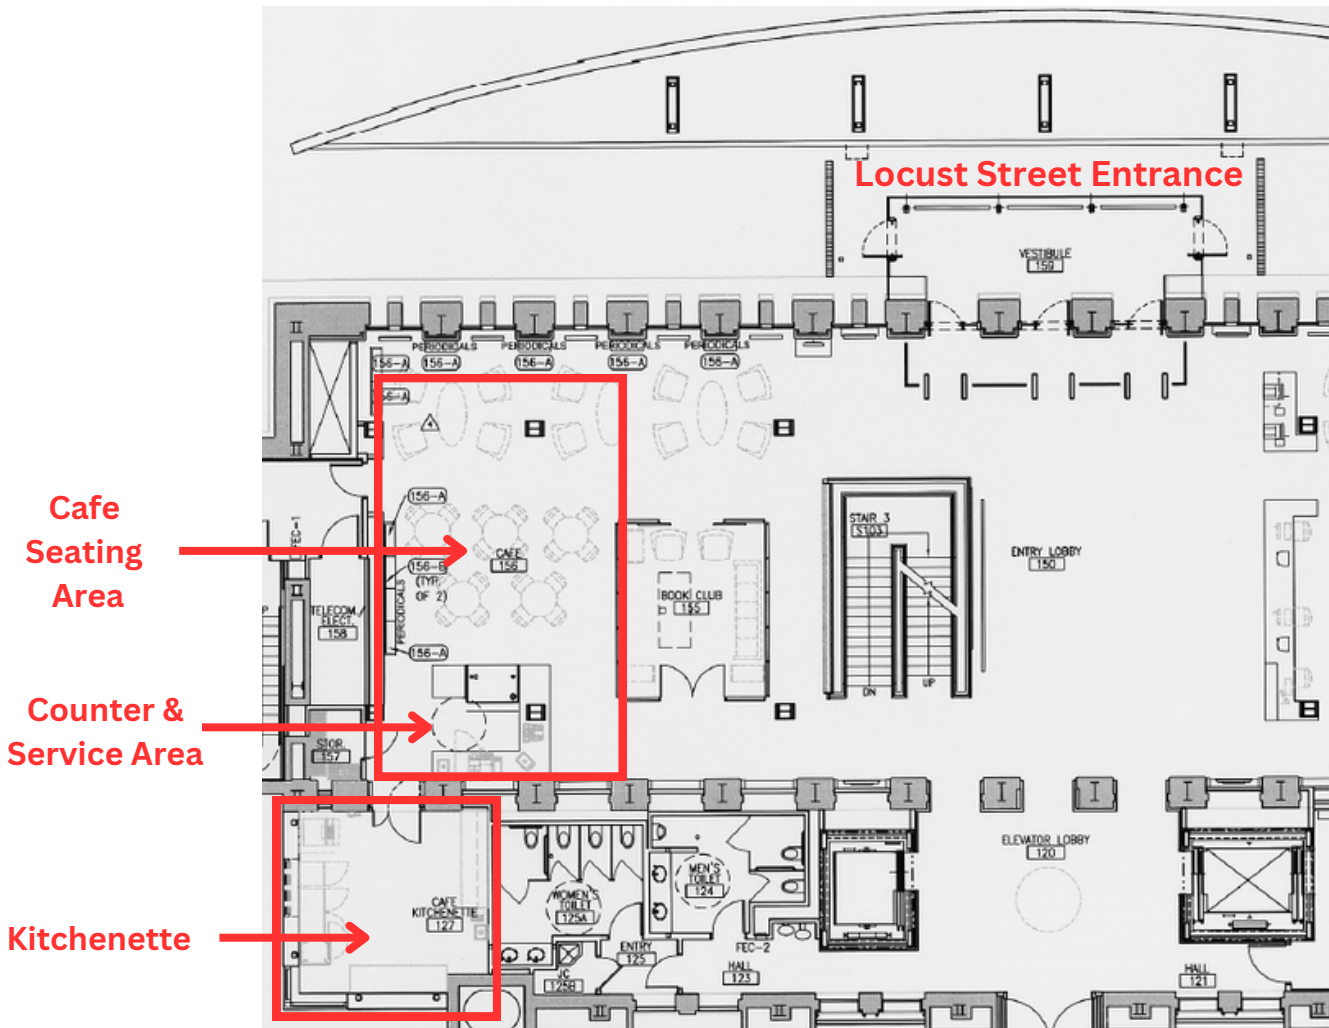 Locust Street Entrance
VESTIBULE
159
PERIODICALS
PERIODICALS
PERIODICALS
PERIODICALS
156-A
156-A
156-A
156-A
156-A
156-A
Cafe
Seating
Area
156-A
FEC-1
STAIR 3
S103
CAFE
156
ENTRY LOBBY
150
156-B
(TYP.
OF 2)
PERIODICALS
BOOK CLUB
155
TELECOM./
ELECT.
158
156-A
DN
UP
Counter &
Service Area
STOR.
157
ELEVATOR LOBBY
120
MEN'S
TOILET
124
WOMEN'S
TOILET
125A
CAFE
KITCHENETTE
127
Kitchenette
ENTRY
125
FEC-2
HALL
123
JC
125B
HALL
121